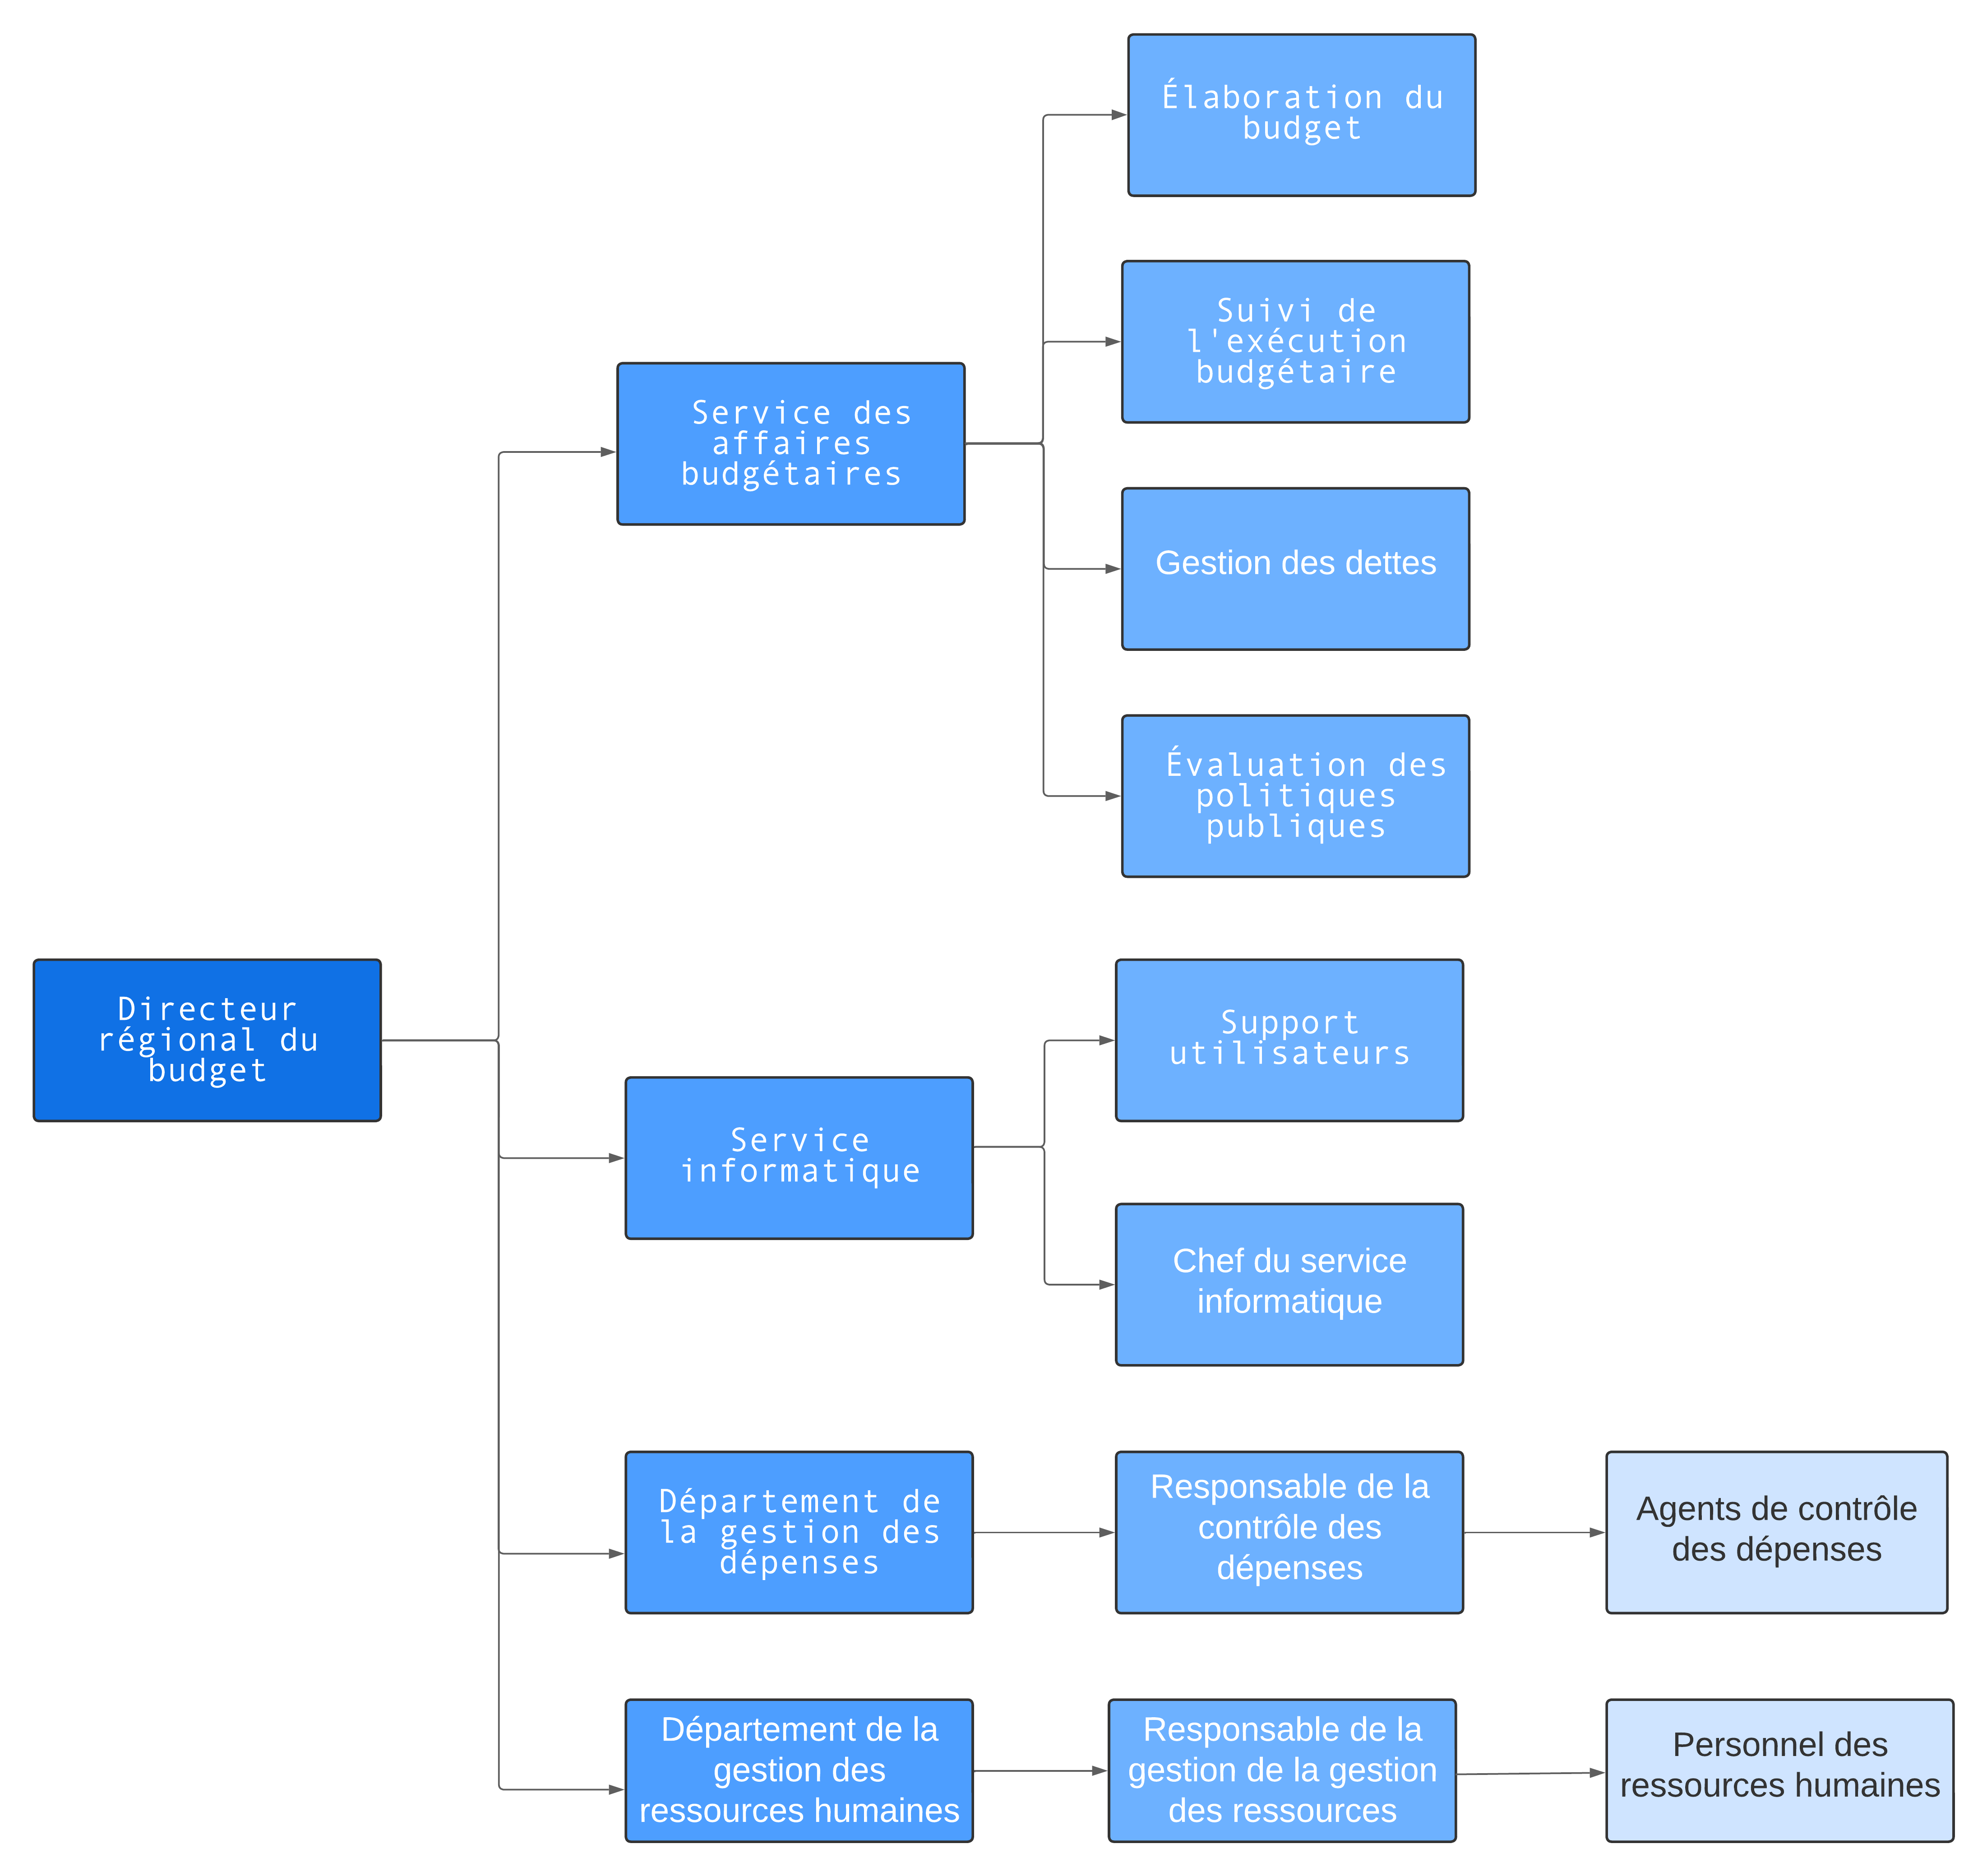 Élaboration du
budget
Suivi de
l'exécution
budgétaire
Service des
affaires
budgétaires
Gestion des dettes
Évaluation des
politiques
publiques
Directeur
régional du
budget
Support
utilisateurs
Service
informatique
Chef du service
informatique
Département de
la gestion des
dépenses
Responsable de la
contrôle des
dépenses
Agents de contrôle
des dépenses
Département de la
gestion des
ressources humaines
Responsable de la
gestion de la gestion
des ressources
Personnel des
ressources humaines